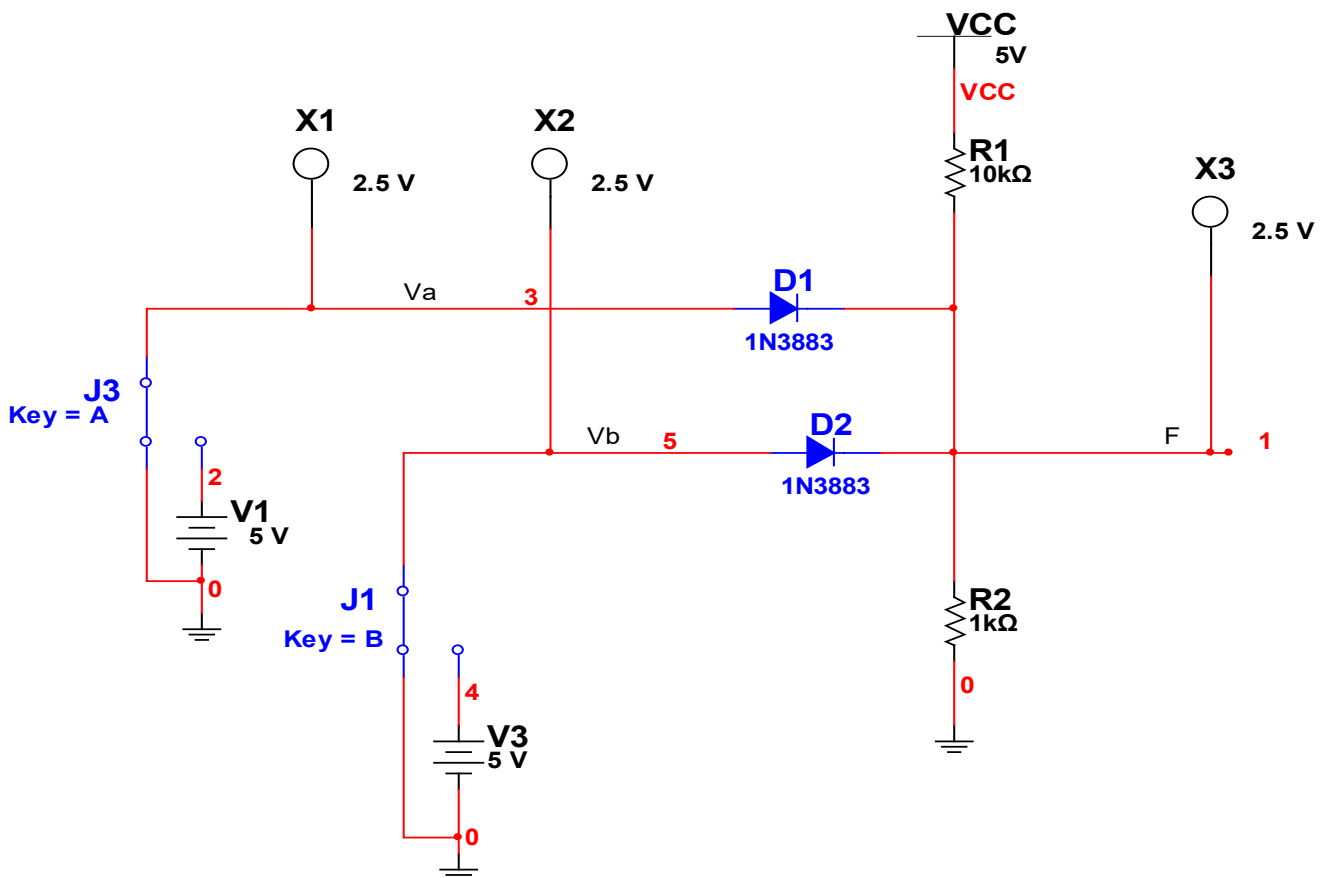 VCC
5V
VCC
X1
2.5 V
X2
2.5 V
R1
10kΩ
X3
2.5 V
Va
3
D1
1N3883
J3
Key = A
2
V1
5 V
0
Vb
5
D2
1N3883
F
1
J1
Key = B
4
V3
5 V
0
R2
1kΩ
0